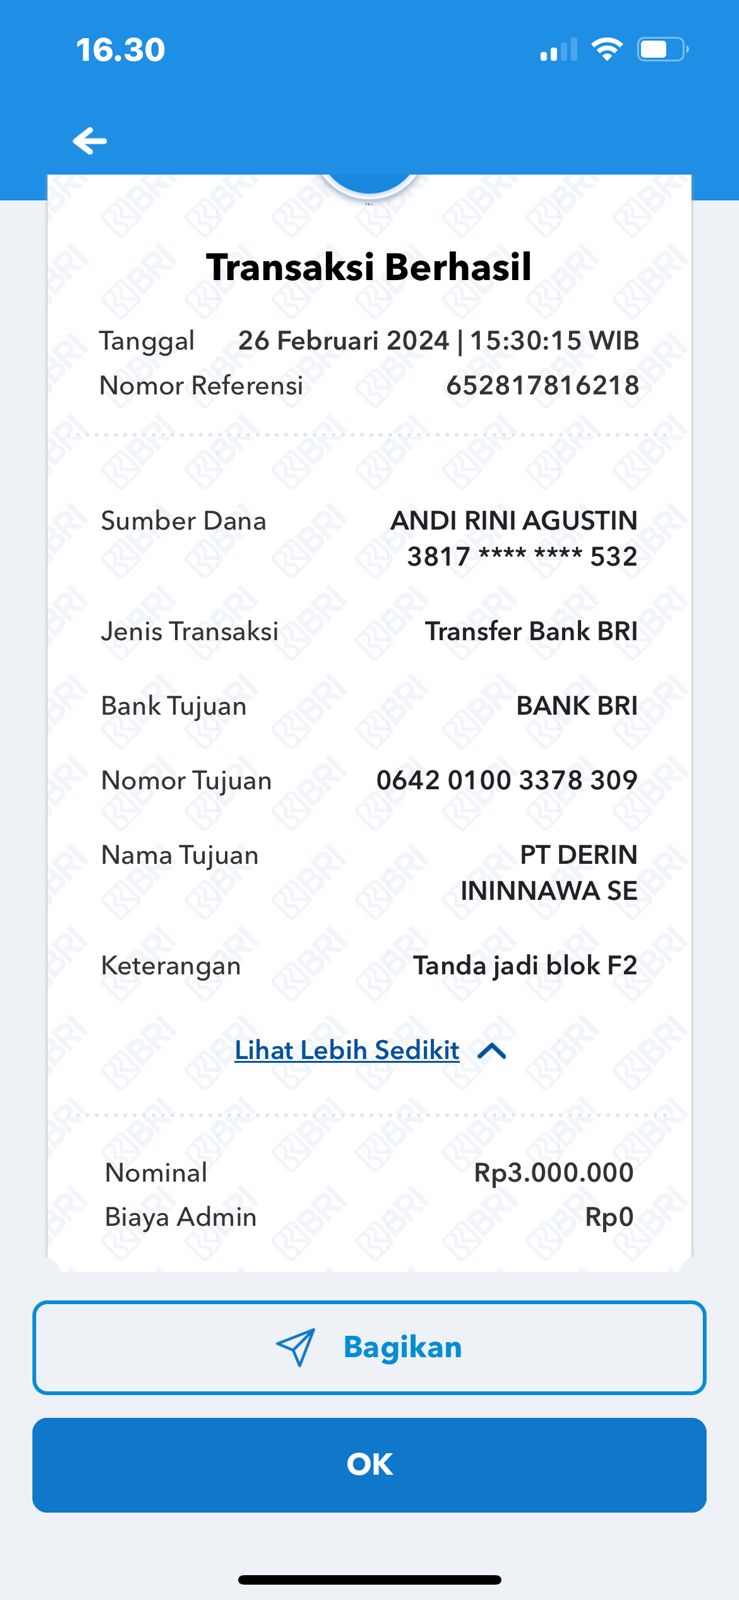 16.30
Transaksi Berhasil
Tanggal 26 Februari 2024 | 15:30:15 WIB
Nomor Referensi 652817816218
Sumber Dana ANDI RINI AGUSTIN
3817 **** **** 532
Jenis Transaksi Transfer Bank BRI
Bank Tujuan BANK BRI
Nomor Tujuan 0642 0100 3378 309
Nama Tujuan PT DERIN
ININNAWA SE
Keterangan Tanda jadi blok F2
Lihat Lebih Sedikit
Nominal Rp3.000.000
Biaya Admin Rp0
Bagikan
OK